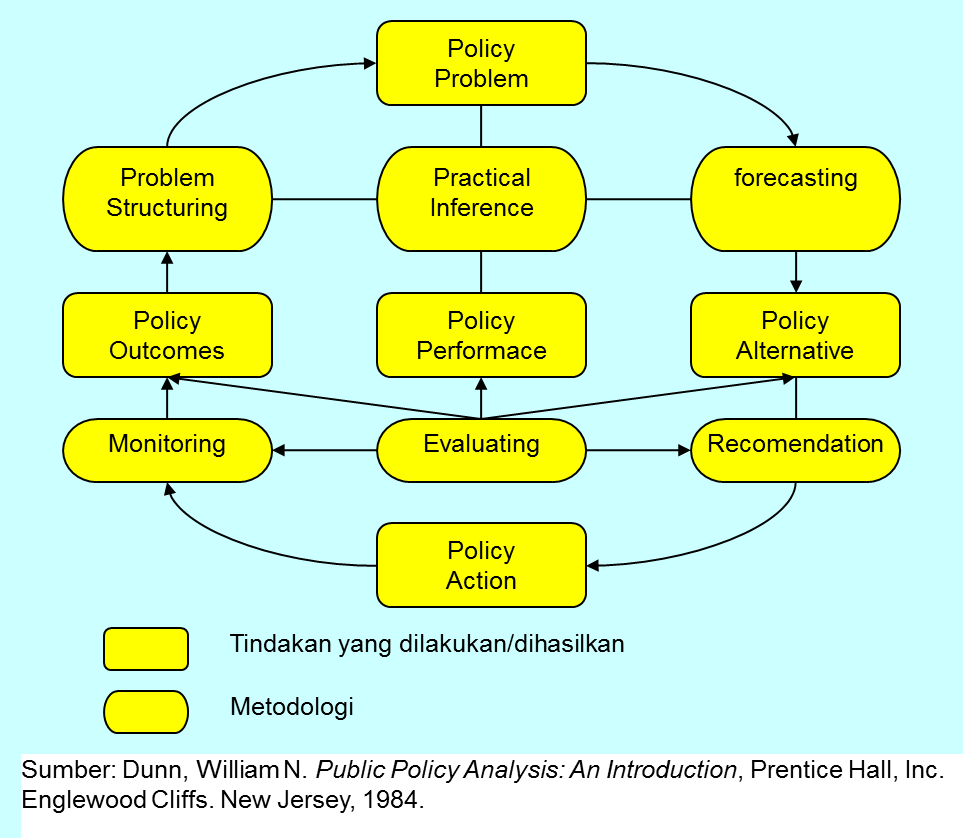 Policy
Problem
Problem
Structuring
Practical
Inference
forecasting
Policy
Outcomes
Policy
Performace
Policy
Alternative
Monitoring
Evaluating
Recomendation
Policy
Action
Tindakan yang dilakukan/dihasilkan
Metodologi
Sumber: Dunn, William N. Public Policy Analysis: An Introduction, Prentice Hall, Inc.
Englewood Cliffs. New Jersey, 1984.